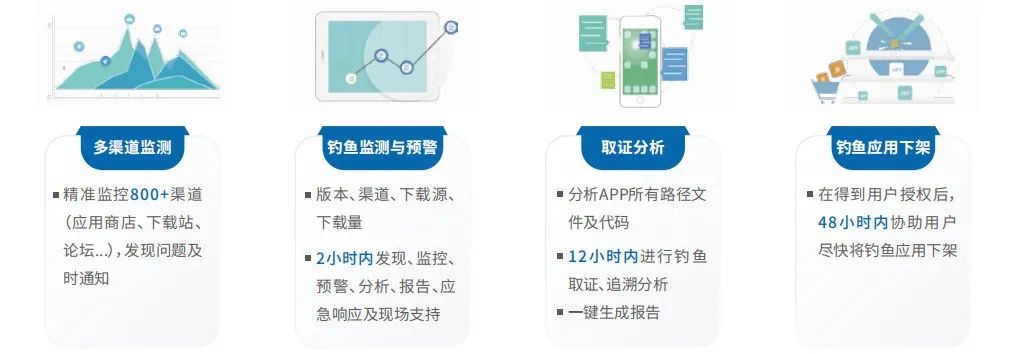 多渠道监测
精准监控800+渠道
（应用商店、下载站、
论坛...），发现问题及
时通知
钓鱼监测与预警
版本、渠道、下载源、
下载量
2小时内发现、监控、
预警、分析、报告、应
急响应及现场支持
取证分析
分析APP所有路径文
件及代码
12小时内进行钓鱼
取证、追溯分析
一键生成报告
APP
APP
APP
APP
钓鱼应用下架
在得到用户授权后，
48小时内协助用户
尽快将钓鱼应用下架